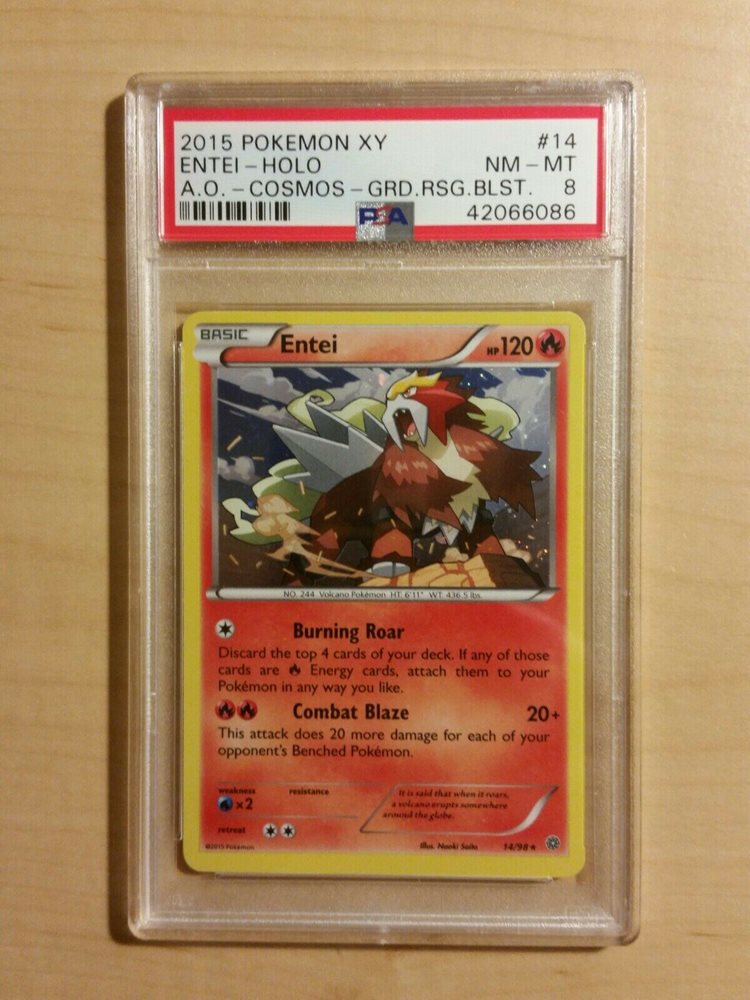 2015 POKEMON XY #14
ENTEI - HOLO NM - MT
A.O. - COSMOS - GRD.RSG.BLST. 8
PSA 42066086
BASIC Entei HP 120
NO. 244 Volcano Pokémon HT: 6'11" WT: 436.5 lbs.
Burning Roar
Discard the top 4 cards of your deck. If any of those
cards are Energy cards, attach them to your
Pokémon in any way you like.
Combat Blaze 20+
This attack does 20 more damage for each of your
opponent's Benched Pokémon.
weakness resistance
×2
It is said that when it roars,
a volcano erupts somewhere
around the globe.
retreat
©2015 Pokémon Illus. Naoki Saito 14/98 ★